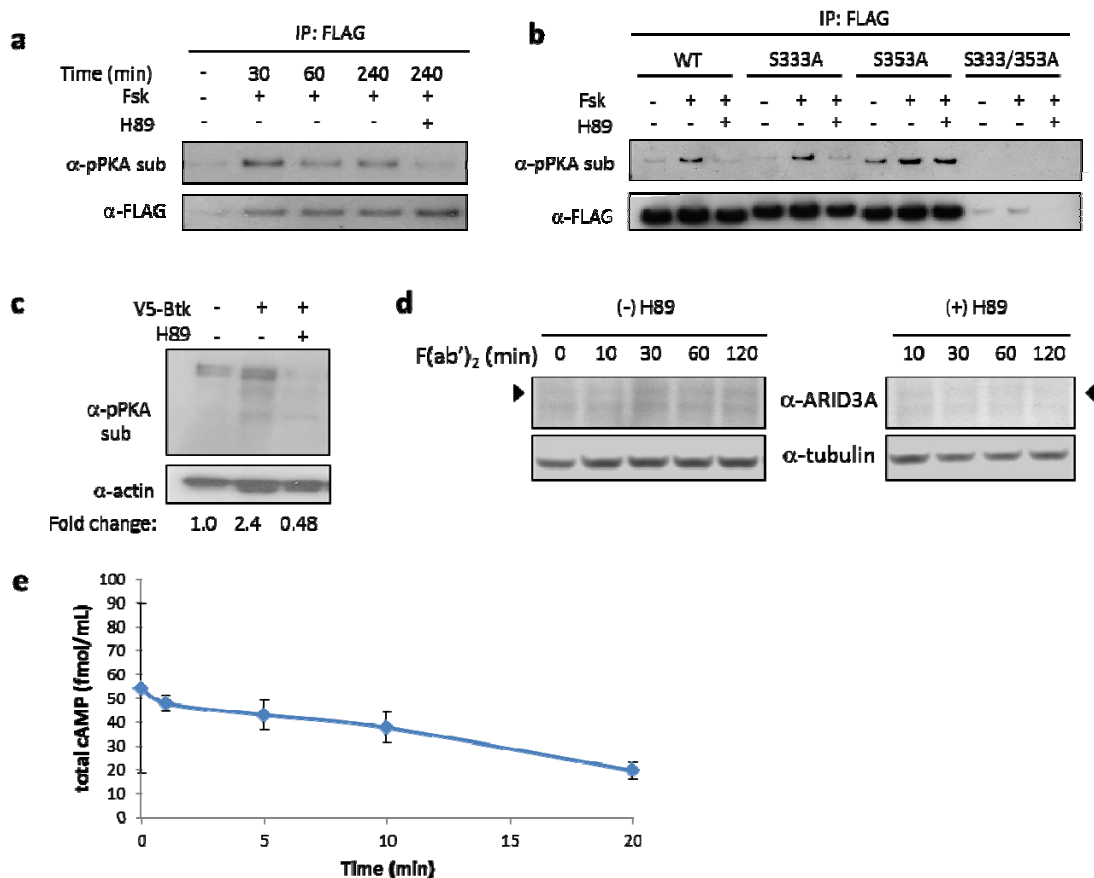 a
IP: FLAG
Time (min) - 30 60 240 240
Fsk - + + + +
H89 - - - - +
α-pPKA sub
α-FLAG
b
IP: FLAG
WT S333A S353A S333/353A
Fsk - + + - + + - + + - + +
H89 - - + - - + - - + - - +
α-pPKA sub
α-FLAG
c
V5-Btk - + +
H89 - - +
α-pPKA
sub
α-actin
Fold change: 1.0 2.4 0.48
d
(-) H89 (+) H89
F(ab')2 (min) 0 10 30 60 120 10 30 60 120
α-ARID3A
α-tubulin
e
total cAMP (fmol/mL)
100
90
80
70
60
50
40
30
20
10
0
0 5 10 15 20
Time (min)